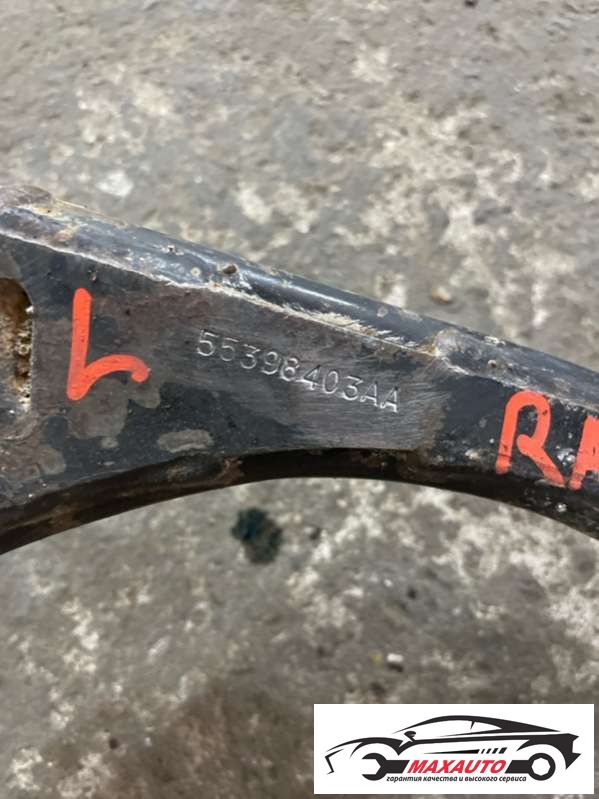 L
55398403AA
RA
MAXAUTO
гарантия качества и высокого сервиса